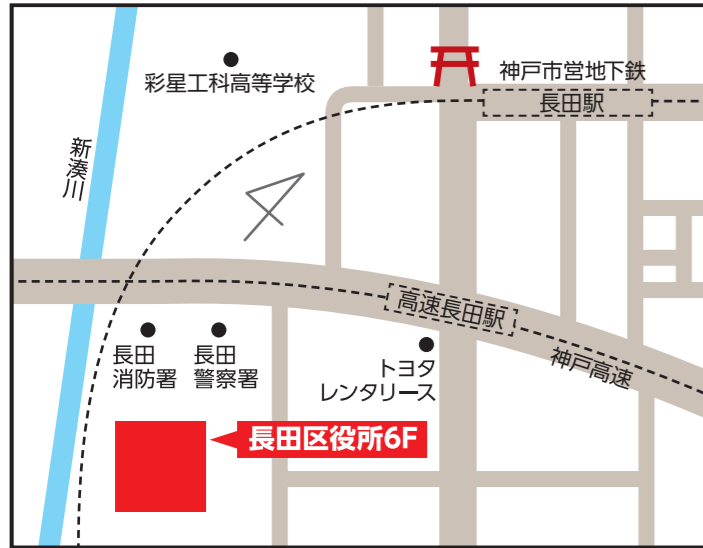 神戸市営地下鉄
長田駅
彩星工科高等学校
新湊川
高速長田駅
神戸高速
長田
消防署
長田
警察署
トヨタ
レンタリース
長田区役所6F